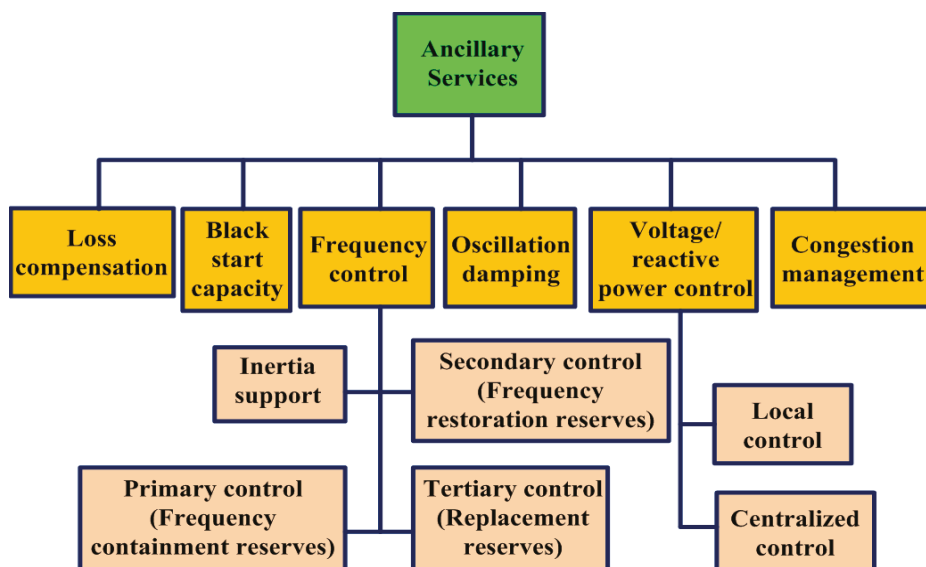 Ancillary
Services
Loss
compensation
Black
start
capacity
Frequency
control
Oscillation
damping
Voltage/
reactive
power control
Congestion
management
Inertia
support
Secondary control
(Frequency
restoration reserves)
Local
control
Primary control
(Frequency
containment reserves)
Tertiary control
(Replacement
reserves)
Centralized
control